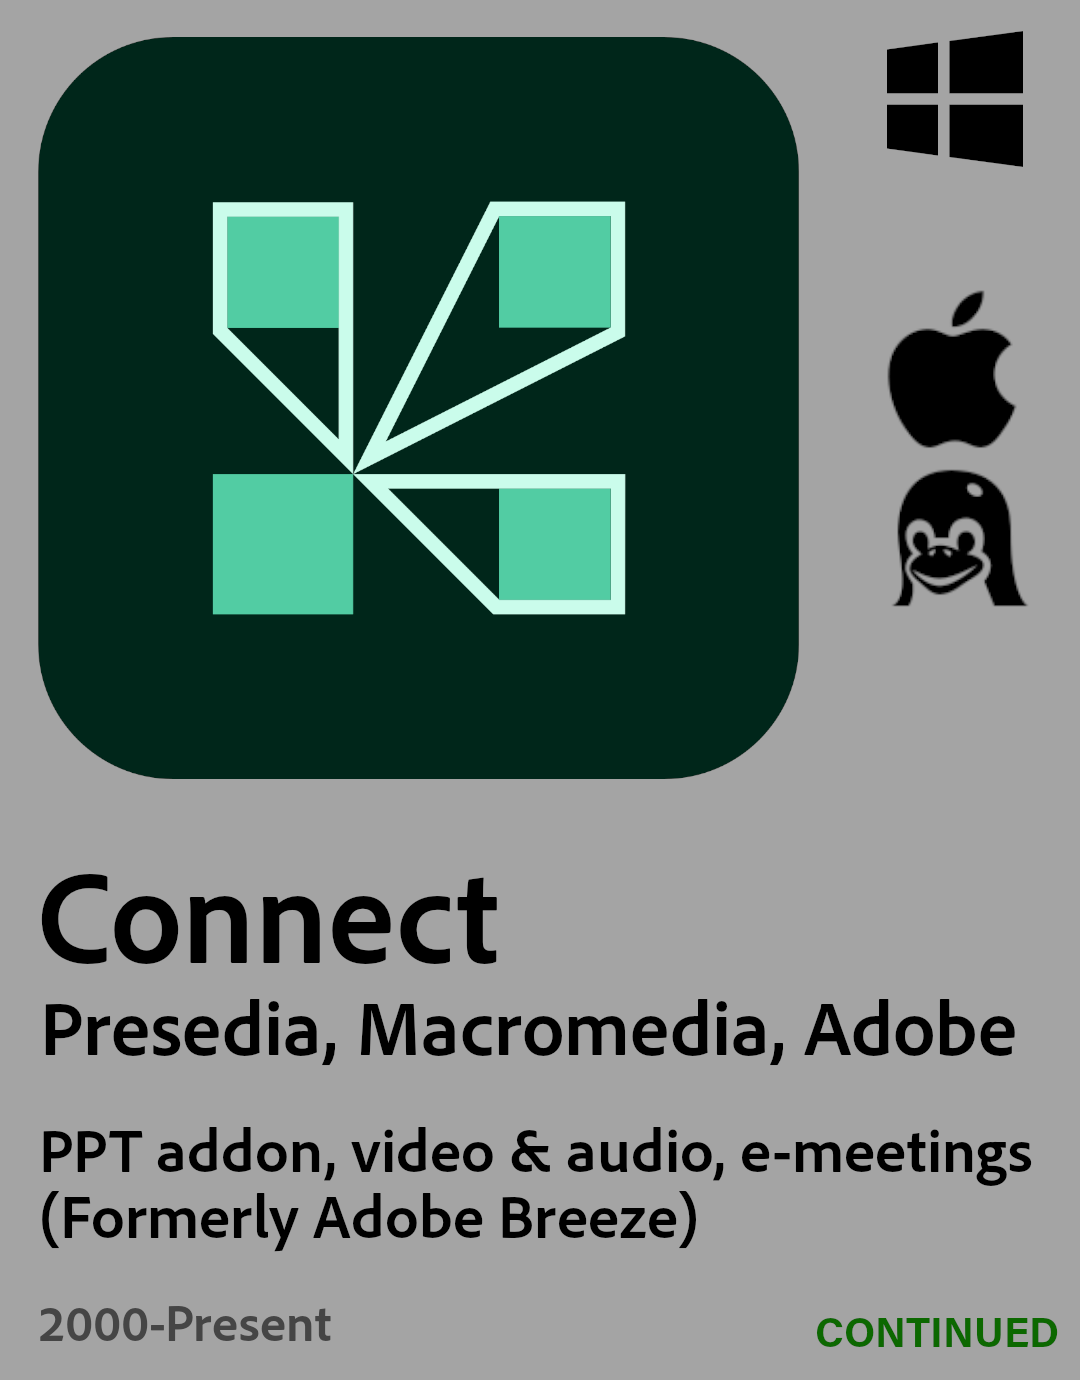 Connect
Presedia, Macromedia, Adobe
PPT addon, video & audio, e-meetings
(Formerly Adobe Breeze)
2000-Present
CONTINUED